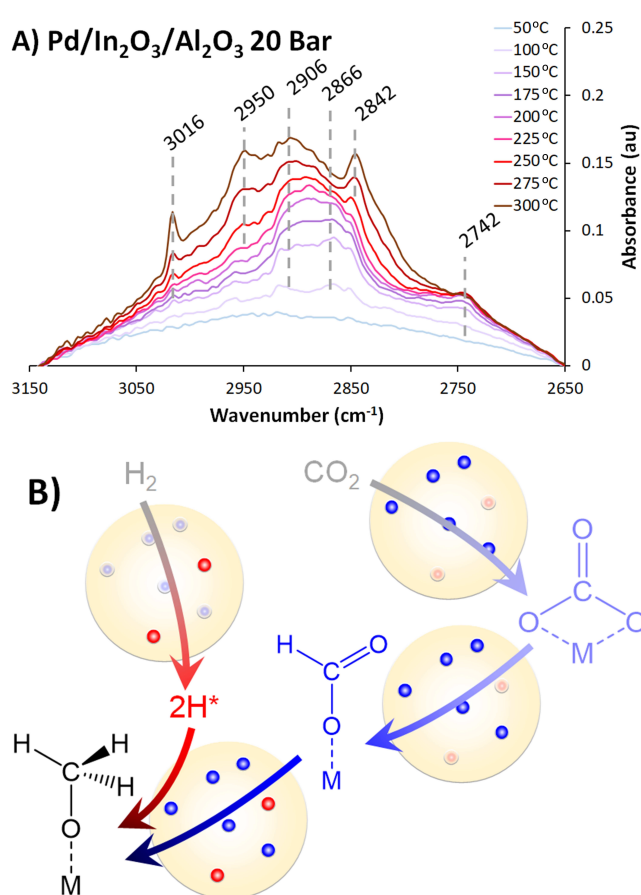 A) Pd/In₂O₃/Al₂O₃ 20 Bar
3016
2950
2906
2866
2842
2742
50°C
100°C
150°C
175°C
200°C
225°C
250°C
275°C
300°C
0.25
0.2
0.15
0.1
0.05
0
Absorbance (au)
3150 3050 2950 2850 2750 2650
Wavenumber (cm⁻¹)
B)
H₂
CO₂
O
C
O O
M
H O
C
O
M
2H*
H H
C H
O
M